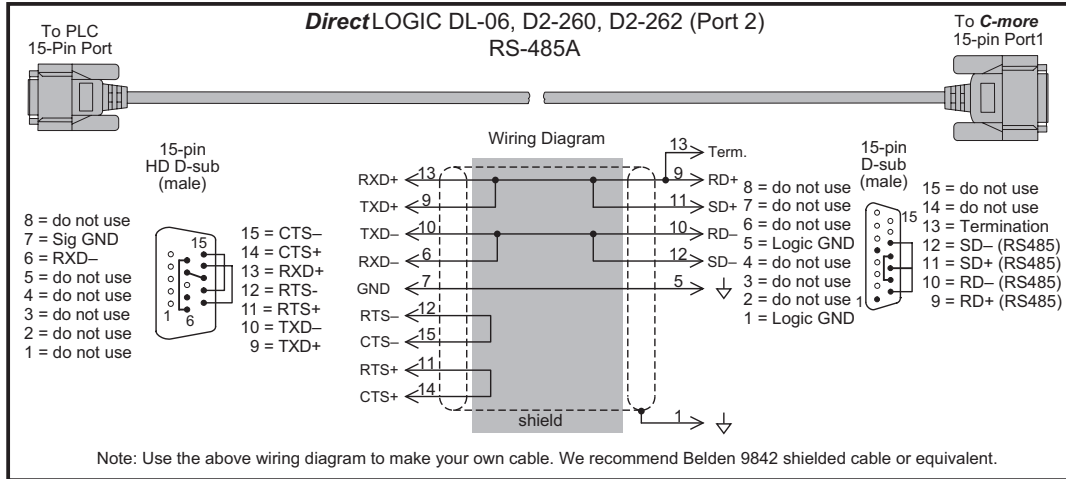 DirectLOGIC DL-06, D2-260, D2-262 (Port 2)
RS-485A
To PLC
15-Pin Port
To C-more
15-pin Port1
15-pin
HD D-sub
(male)
8 = do not use
7 = Sig GND
6 = RXD–
5 = do not use
4 = do not use
3 = do not use
2 = do not use
1 = do not use
15
1
6
15 = CTS–
14 = CTS+
13 = RXD+
12 = RTS-
11 = RTS+
10 = TXD–
9 = TXD+
Wiring Diagram
RXD+ 13
TXD+ 9
TXD– 10
RXD– 6
GND 7
RTS– 12
CTS– 15
RTS+ 11
CTS+ 14
shield
13 Term.
9 RD+
11 SD+
10 RD–
12 SD–
5
1
8 = do not use
7 = do not use
6 = do not use
5 = Logic GND
4 = do not use
3 = do not use
2 = do not use
1 = Logic GND
15-pin
D-sub
(male)
15
1
15 = do not use
14 = do not use
13 = Termination
12 = SD– (RS485)
11 = SD+ (RS485)
10 = RD– (RS485)
9 = RD+ (RS485)
Note: Use the above wiring diagram to make your own cable. We recommend Belden 9842 shielded cable or equivalent.